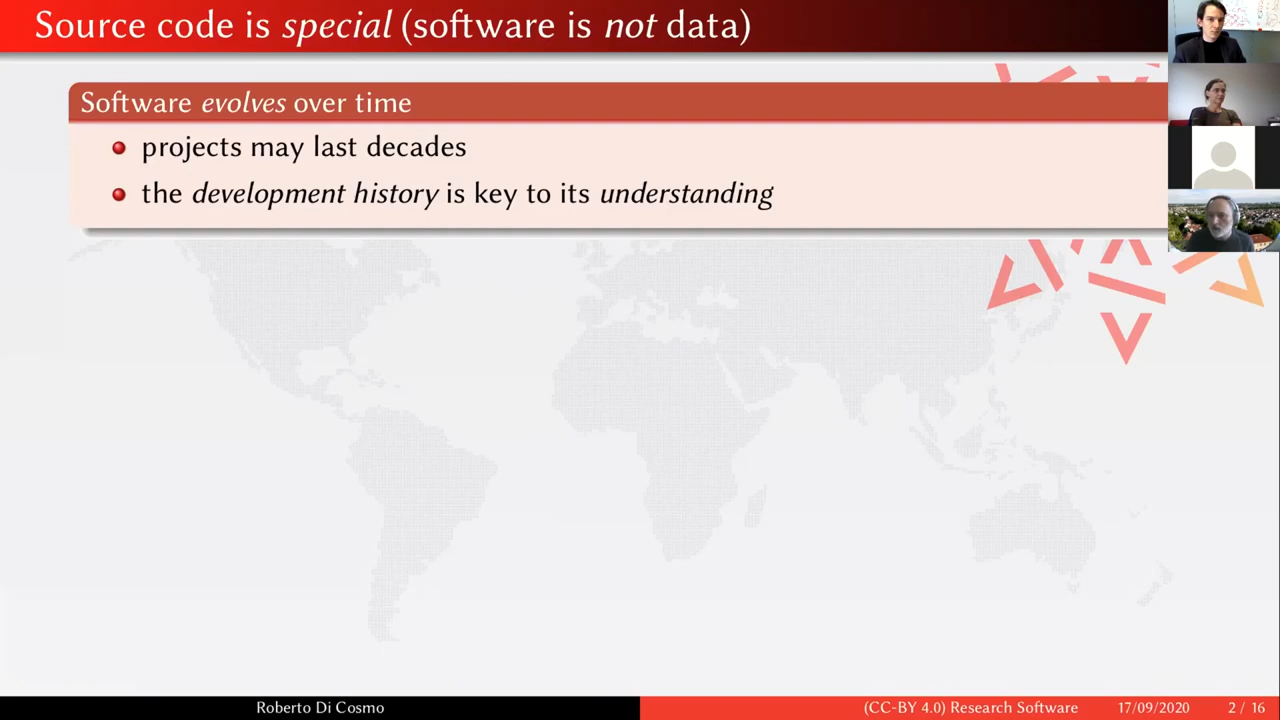 Source code is special (software is not data)
Software evolves over time
projects may last decades
the development history is key to its understanding
Roberto Di Cosmo
(CC-BY 4.0) Research Software
17/09/2020
2 / 16